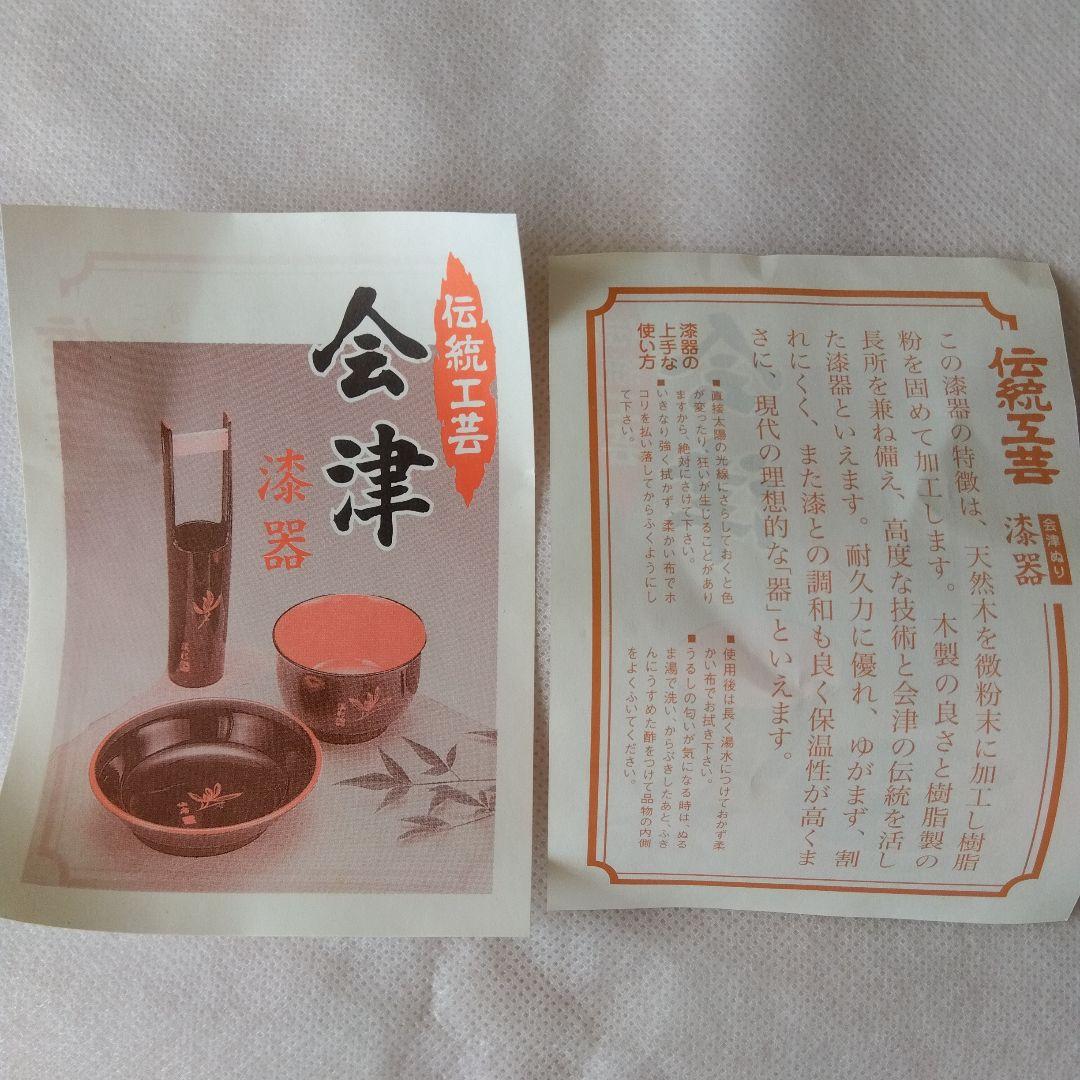 伝統工芸
会津
漆器
伝統工芸
会津ぬり
漆器
この漆器の特徴は、天然木を微粉末に加工し樹脂
粉を固めて加工します。木製の良さと樹脂製の
長所を兼ね備え、高度な技術と会津の伝統を活し
た漆器といえます。耐久力に優れ、ゆがまず、割
れにくく、また漆との調和も良く保温性が高くま
さに、現代の理想的な「器」といえます。
漆器の
上手な
使い方
■直接太陽の光線にさらしておくと色
が変ったり、狂いが生じることがあり
ますから、絶対にさけて下さい。
■いきなり強く拭かず、柔かい布でホ
コリを払い落してからふくようにし
て下さい。
■使用後は長く湯水につけておかず柔
かい布でお拭き下さい。
■うるしの匂いが気になる時は、ぬる
ま湯で洗い、からぶきしたあと、ふき
んにうすめた酢をつけて品物の内側
をよくふいてください。